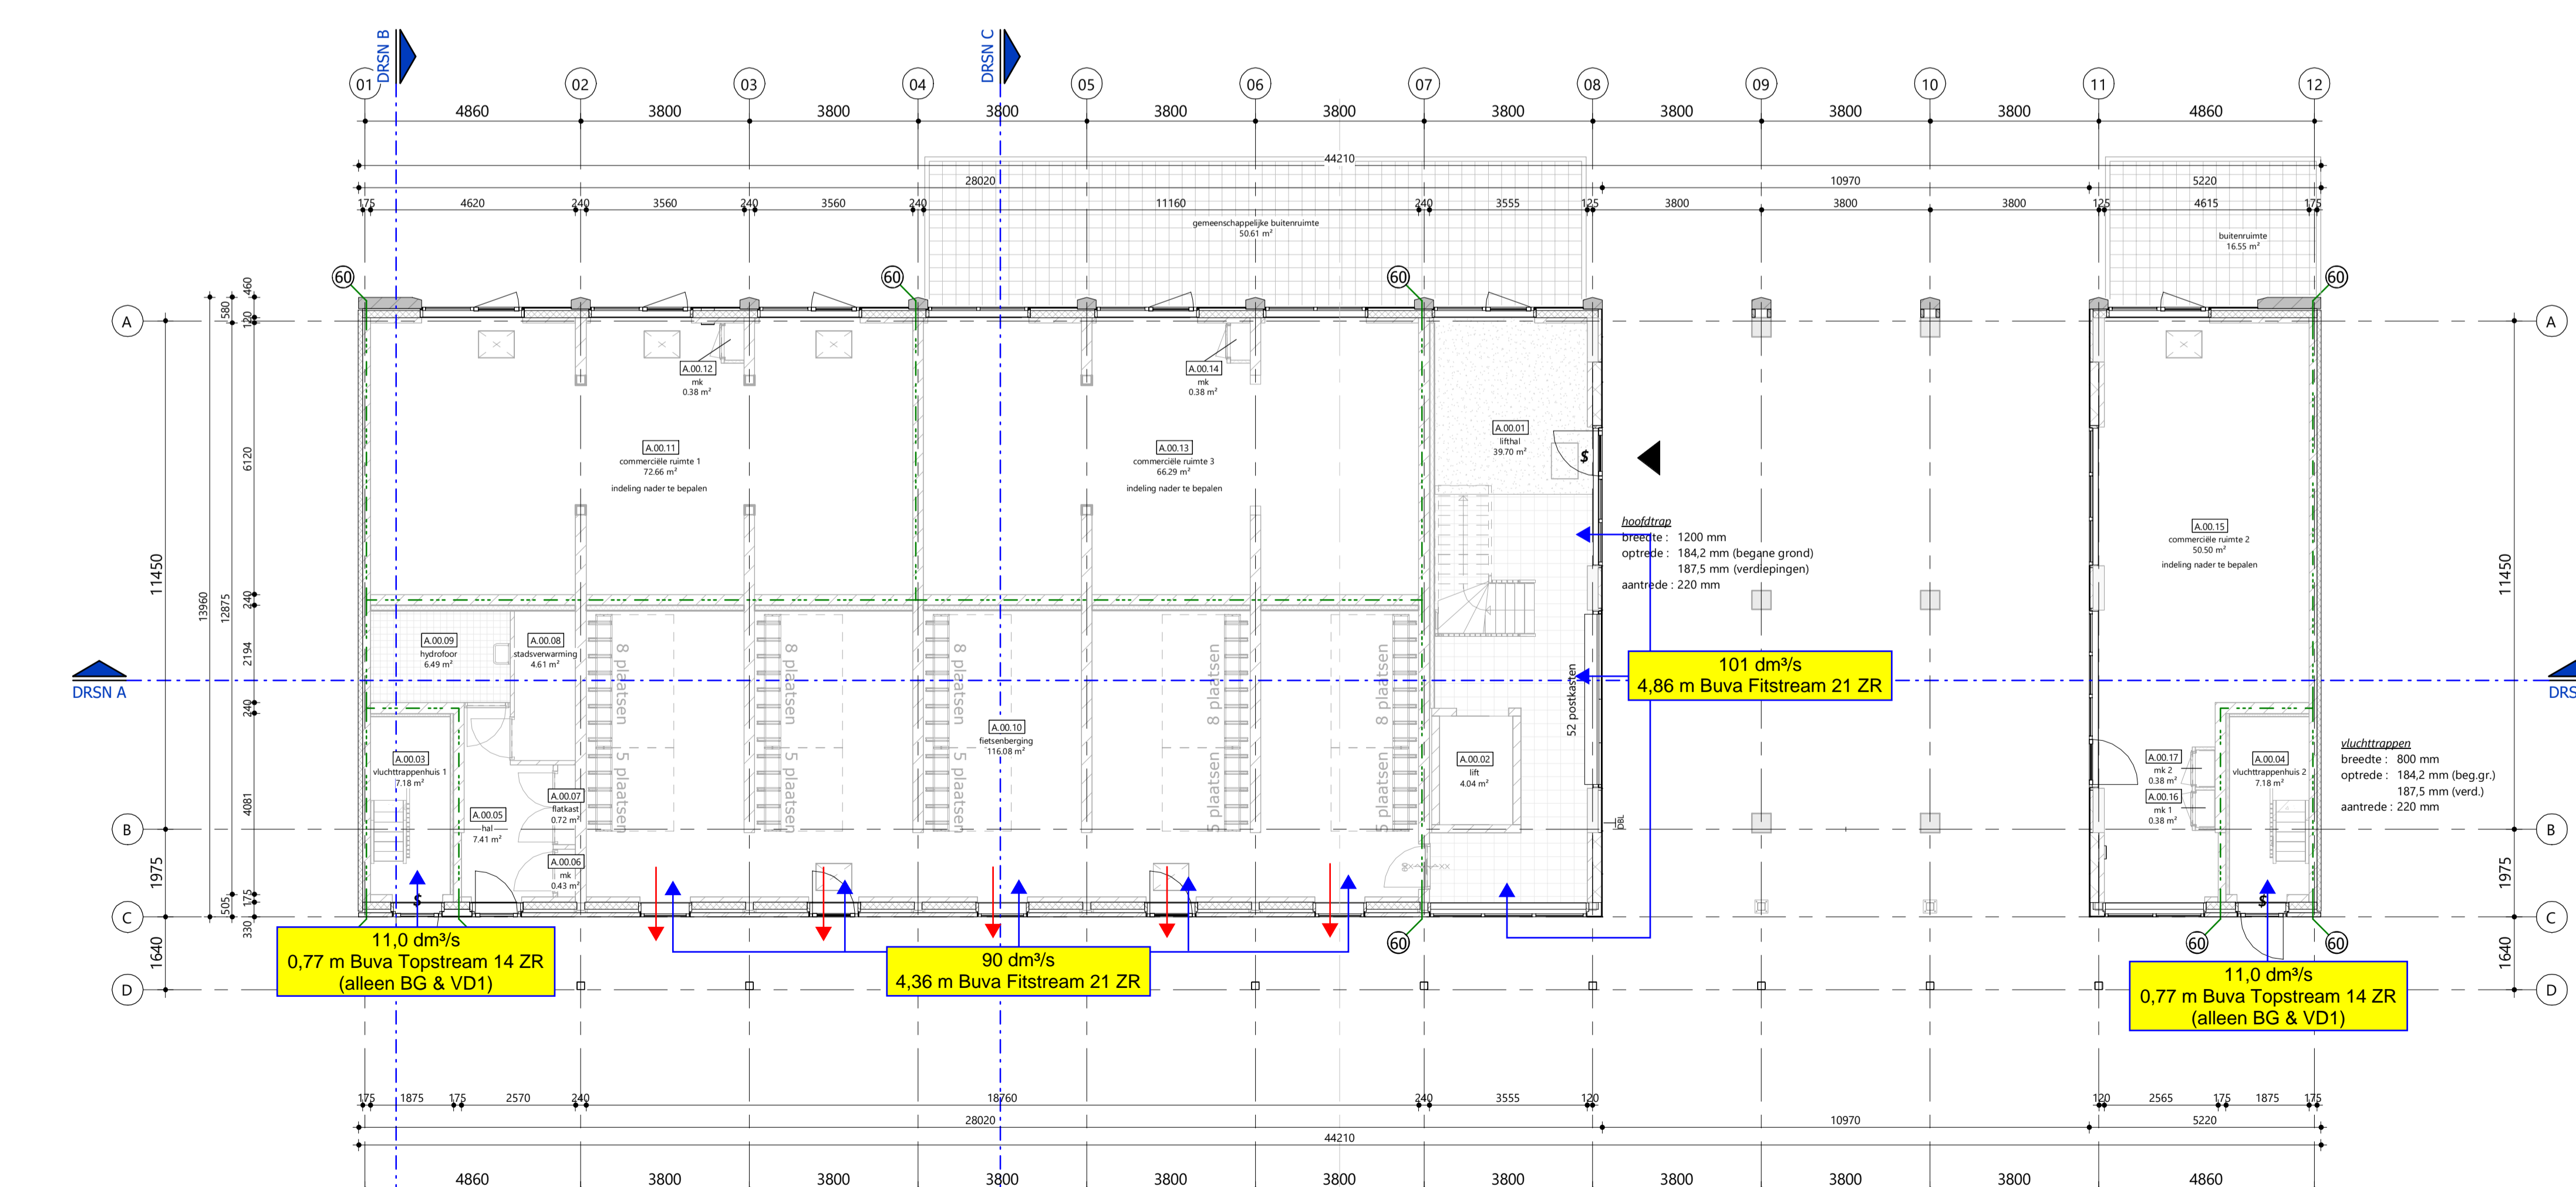 DRSN B
DRSN C
01
02
03
04
05
06
07
08
09
10
11
12
4860
3800
3800
3800
3800
3800
3800
3800
3800
3800
4860
44210
28020
10970
5220
175
4620
240
3560
240
3560
240
11160
240
3555
125
3800
3800
3800
125
4615
175
gemeenschappelijke buitenruimte
50.61 m²
buitenruimte
16.55 m²
60
60
60
60
A
A
460
580
120
6120
11450
13960
12875
240
2194
240
4081
1975
175
505
330
1640
11450
1975
1640
A.00.12
mk
0.38 m²
A.00.14
mk
0.38 m²
A.00.11
commerciële ruimte 1
72.66 m²
indeling nader te bepalen
A.00.13
commerciële ruimte 3
66.29 m²
indeling nader te bepalen
A.00.01
lifthal
39.70 m²
$
hoofdtrap
breedte : 1200 mm
optrede : 184,2 mm (begane grond)
187,5 mm (verdiepingen)
aantrede : 220 mm
A.00.15
commerciële ruimte 2
50.50 m²
indeling nader te bepalen
A.00.09
hydrofoor
6.49 m²
A.00.08
stadsverwarming
4.61 m²
8 plaatsen
8 plaatsen
8 plaatsen
8 plaatsen
8 plaatsen
5 plaatsen
5 plaatsen
5 plaatsen
5 plaatsen
5 plaatsen
DRSN A
DRS
101 dm³/s
4,86 m Buva Fitstream 21 ZR
52 postkasten
A.00.10
fietsenberging
116.08 m²
A.00.03
vluchttrappenhuis 1
7.18 m²
A.00.02
lift
4.04 m²
A.00.07
flatkast
0.72 m²
A.00.05
hal
7.41 m²
A.00.06
mk
0.43 m²
A.00.17
mk 2
0.38 m²
A.00.16
mk 1
0.38 m²
A.00.04
vluchttrappenhuis 2
7.18 m²
vluchttrappen
breedte : 800 mm
optrede : 184,2 mm (beg.gr.)
187,5 mm (verd.)
aantrede : 220 mm
DBL
B
B
$
$
C
C
60
60
60
11,0 dm³/s
0,77 m Buva Topstream 14 ZR
(alleen BG & VD1)
90 dm³/s
4,36 m Buva Fitstream 21 ZR
11,0 dm³/s
0,77 m Buva Topstream 14 ZR
(alleen BG & VD1)
D
D
175
1875
175
2570
240
18760
240
3555
120
120
2565
175
1875
175
28020
10970
5220
44210
4860
3800
3800
3800
3800
3800
3800
3800
3800
3800
4860